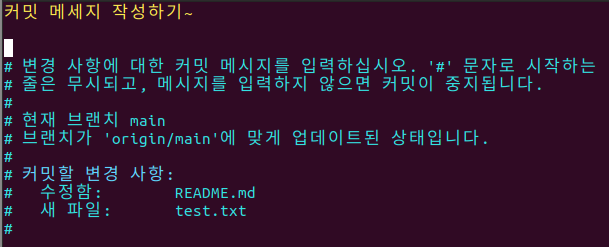 커밋 메세지 작성하기~
# 변경 사항에 대한 커밋 메시지를 입력하십시오. '#' 문자로 시작하는
# 줄은 무시되고, 메시지를 입력하지 않으면 커밋이 중지됩니다.
#
# 현재 브랜치 main
# 브랜치가 'origin/main'에 맞게 업데이트된 상태입니다.
#
# 커밋할 변경 사항:
#   수정함:        README.md
#   새 파일:       test.txt
#